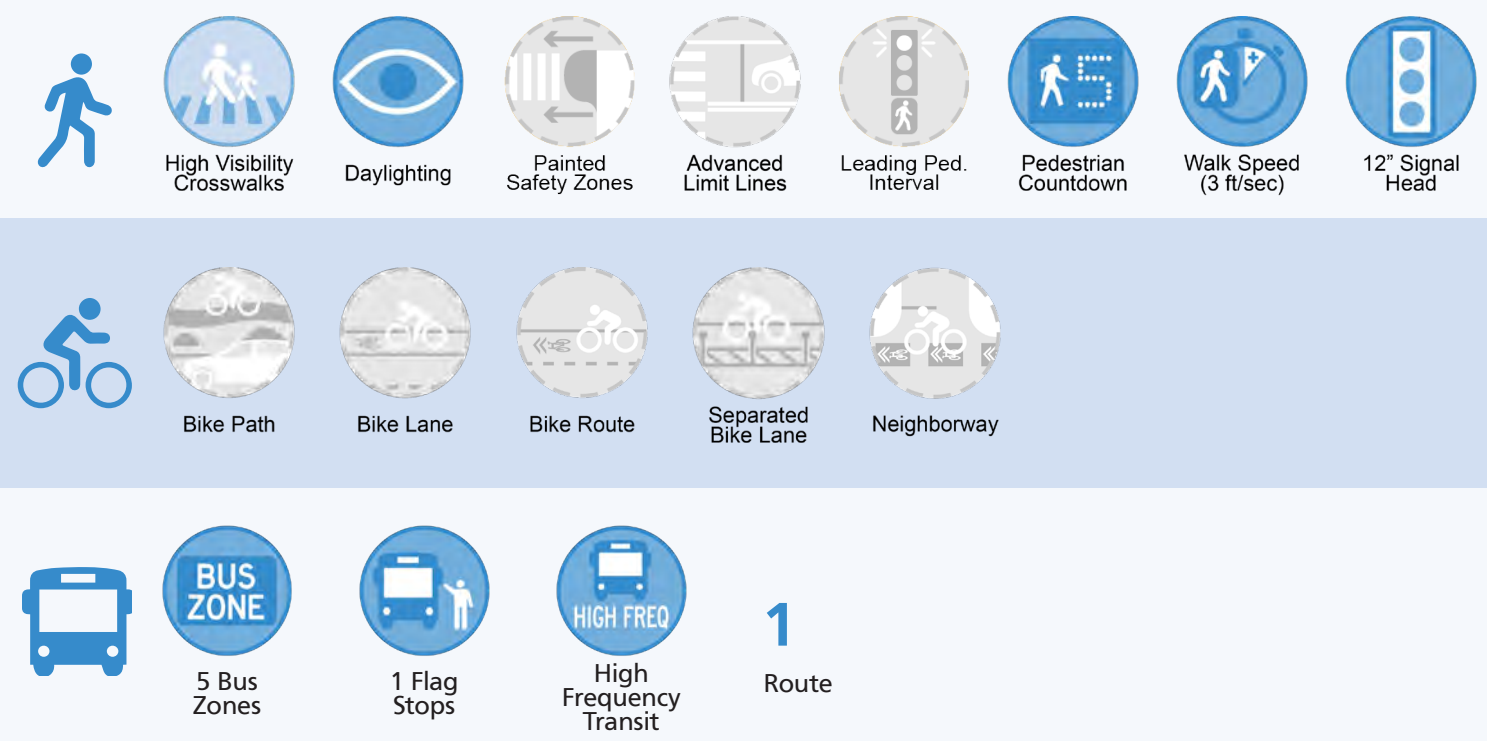 5
High Visibility
Crosswalks
Daylighting
Painted
Safety Zones
Advanced
Limit Lines
Leading Ped.
Interval
Pedestrian
Countdown
Walk Speed
(3 ft/sec)
12” Signal
Head
Bike Path
Bike Lane
Bike Route
Separated
Bike Lane
Neighborway
BUS
ZONE
HIGH FREQ
1
5 Bus
Zones
1 Flag
Stops
High
Frequency
Transit
Route